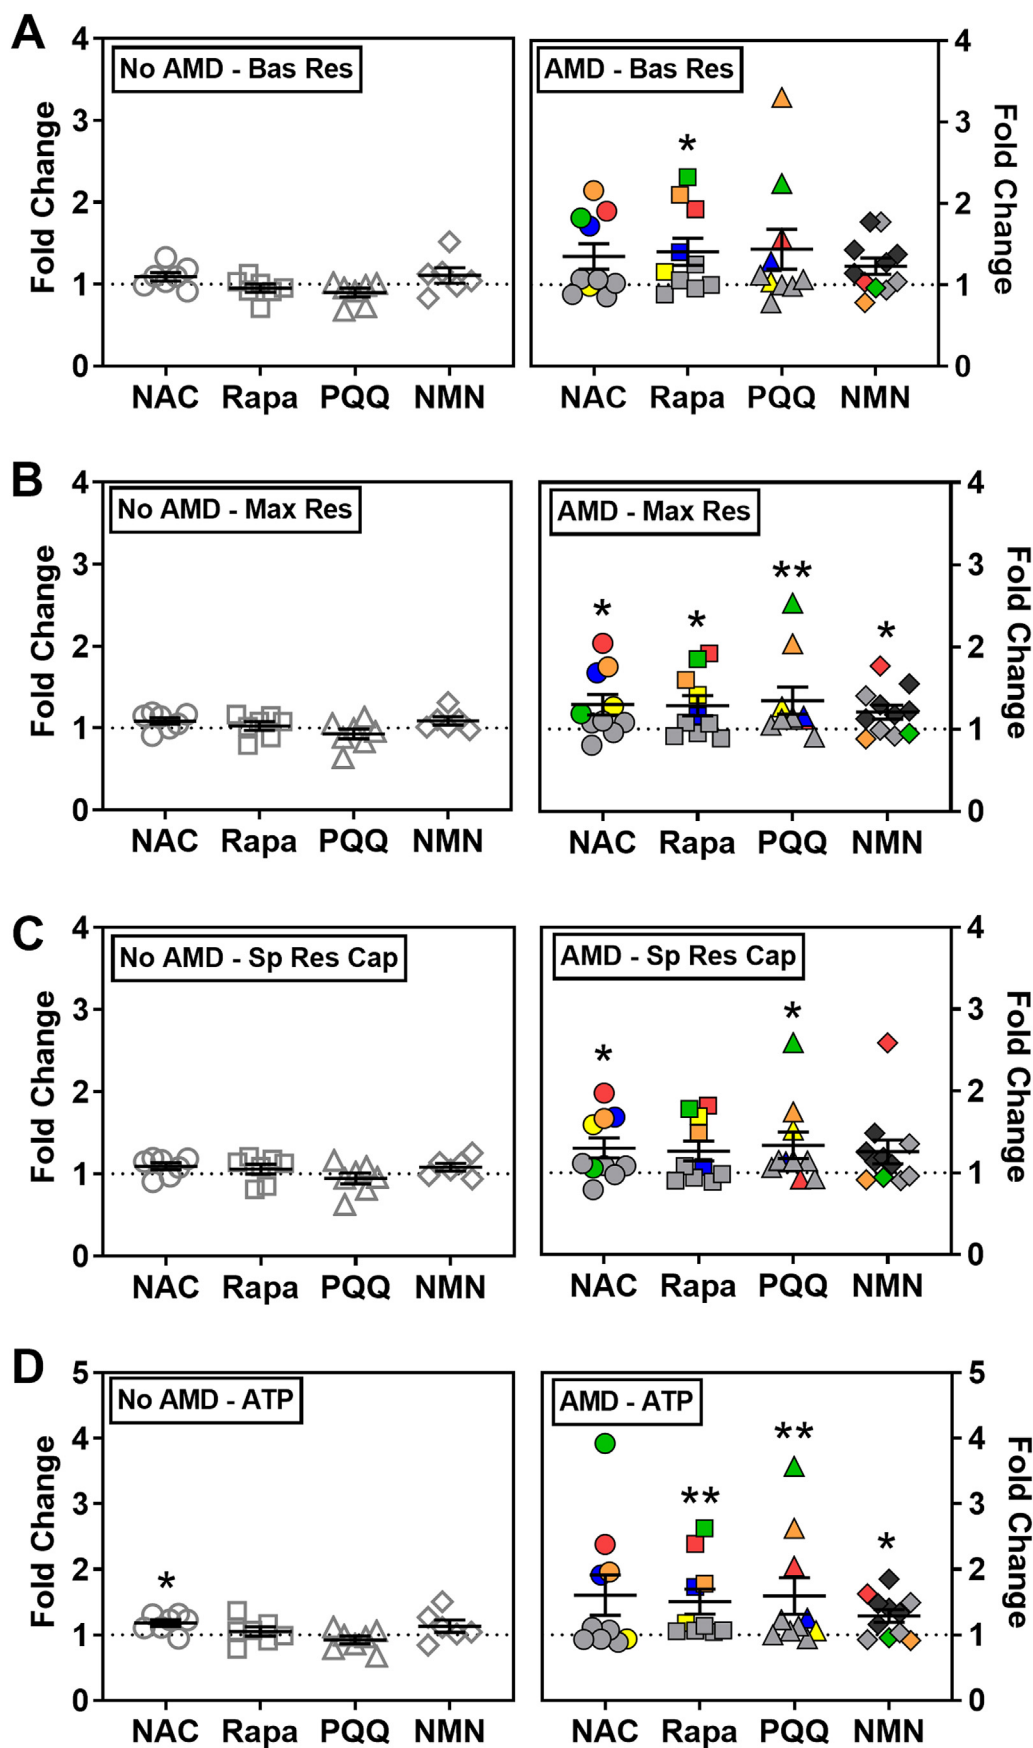 A
No AMD - Bas Res
AMD - Bas Res
Fold Change
4
3
2
1
0
NAC Rapa PQQ NMN
*
4
3
2
1
0
Fold Change
NAC Rapa PQQ NMN
B
No AMD - Max Res
AMD - Max Res
Fold Change
4
3
2
1
0
NAC Rapa PQQ NMN
* * ** *
4
3
2
1
0
Fold Change
NAC Rapa PQQ NMN
C
No AMD - Sp Res Cap
AMD - Sp Res Cap
Fold Change
4
3
2
1
0
NAC Rapa PQQ NMN
* *
4
3
2
1
0
Fold Change
NAC Rapa PQQ NMN
D
No AMD - ATP
AMD - ATP
Fold Change
5
4
3
2
1
0
*
NAC Rapa PQQ NMN
** ** *
5
4
3
2
1
0
Fold Change
NAC Rapa PQQ NMN